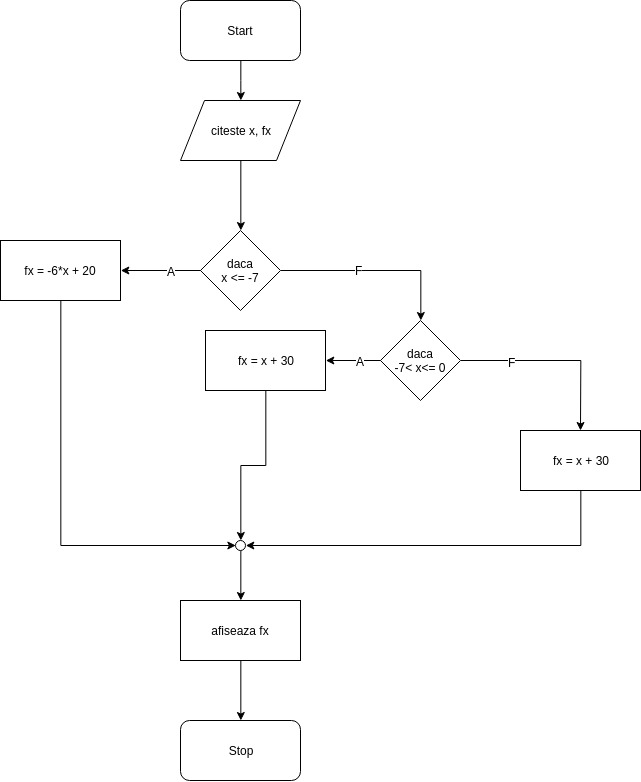 Start
citeste x, fx
daca
x <= -7
A
F
fx = -6*x + 20
daca
-7< x<= 0
A
F
fx = x + 30
fx = x + 30
afiseaza fx
Stop